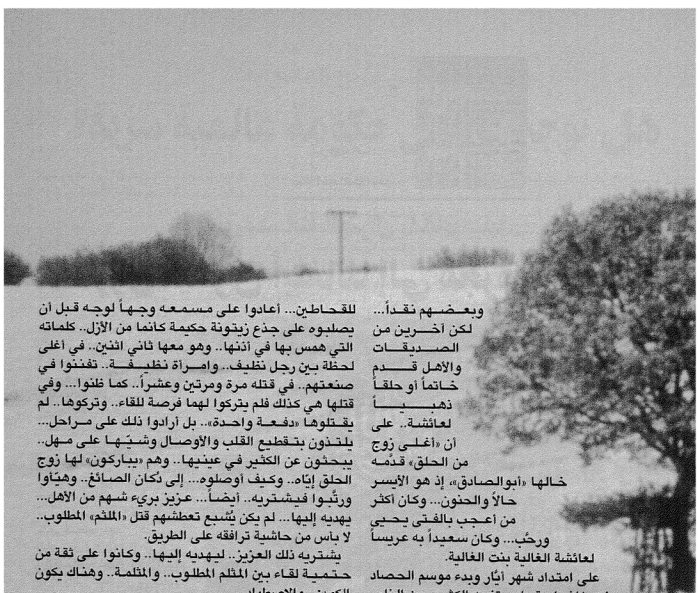 وبعضهم نقداً...
لكن آخرين من
الصديقات
والأهل قدم
خاتماً أو حلقاً
ذهبياً
لعائشة.. على
أن «أغلى زوج
من الحلق» قدّمه
خالها «أبوالصادق»، إذ هو الأيسر
حالاً والحنون... وكان أكثر
من أعجب بالفتى يحيى
ورحّب... وكان سعيداً به عريساً
لعائشة الغالية بنت الغالية.
على امتداد شهر أيّار وبدء موسم الحصاد
للقحاطين... أعادوا على مسمعه وجهاً لوجه قبل أن
يصلبوه على جذع زيتونة حكيمة كأنما من الأزل.. كلماته
التي همس بها في أذنها.. وهو معها ثاني اثنين.. في أغلى
لحظة بين رجل نظيف.. وامرأة نظيفة.. تفننوا في
صنعتهم.. في قتله مرة ومرتين وعشراً.. كما ظنوا... وفي
قتلها هي كذلك فلم يتركوا لهما فرصة للقاء.. وتركوها.. لم
يقتلوها «دفعة واحدة».. بل أرادوا ذلك على مراحل...
يلتذون بتقطيع القلب والأوصال وشيّها على مهل..
يبحثون عن الكثير في عينيها.. وهم «يباركون» لها زوج
الحلق إيّاه.. وكيف أوصلوه... إلى دُكان الصائغ.. وهيّأوا
ورتّبوا فيشتريه.. أيضاً... عزيز بريء شهم من الأهل...
يهديه إليها... لم يكن يُشبع تعطشهم قتل «الملثم» المطلوب..
لا بأس من حاشية ترافقه على الطريق.
يشتريه ذلك العزيز.. ليهديه إليها.. وكانوا على ثقة من
حتمية لقاء بين المثلم المطلوب.. والمثلمة.. وهناك يكون